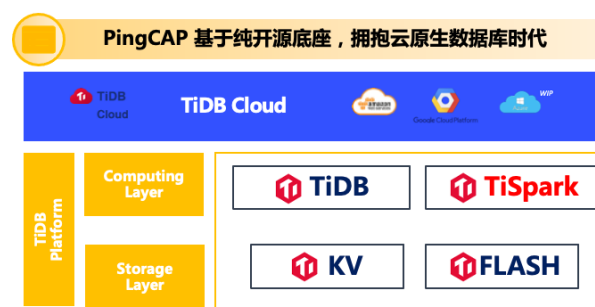 PingCAP 基于纯开源底座，拥抱云原生数据库时代
TiDB
Cloud
TiDB Cloud
Google Cloud Platform
WIP
TiDB
Platform
Computing
Layer
TiDB
TiSpark
Storage
Layer
KV
FLASH